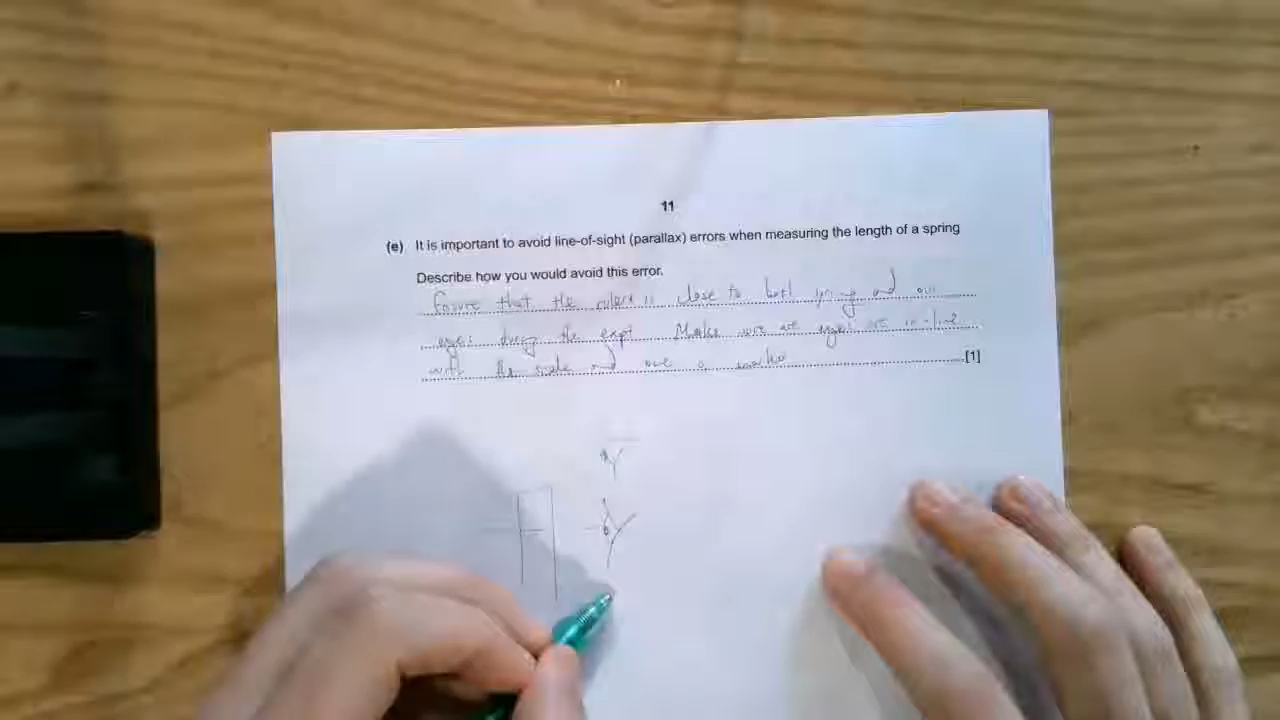 11
(e) It is important to avoid line-of-sight (parallax) errors when measuring the length of a spring
Describe how you would avoid this error.
Ensure that the ruler is close to both spring and our
eyes during the expt. Make sure are eyes are in-line
with the scale and use a marker
[1]